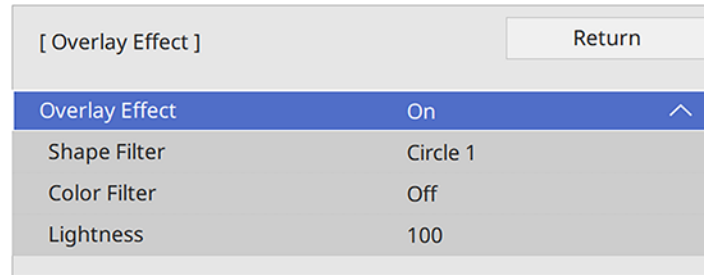 [ Overlay Effect ] Return
Overlay Effect On
Shape Filter Circle 1
Color Filter Off
Lightness 100